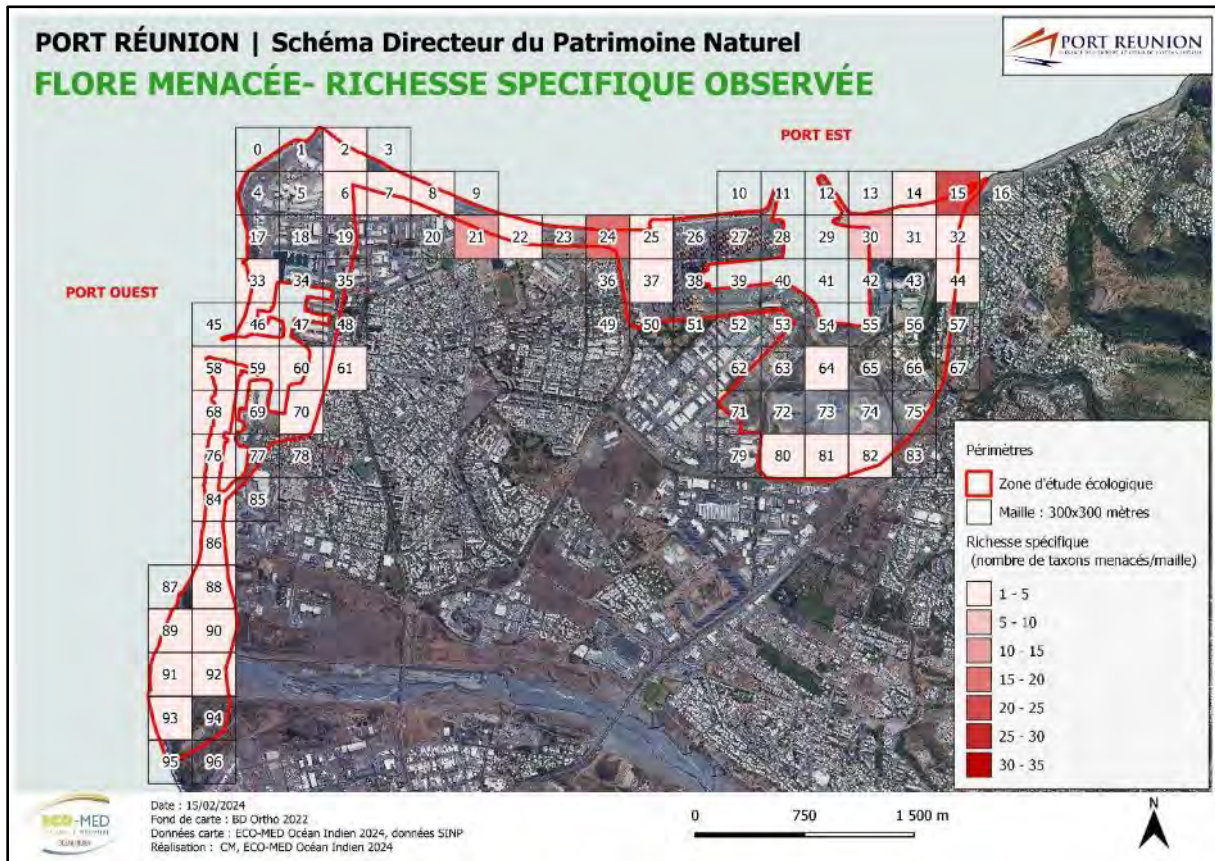 PORT RÉUNION | Schéma Directeur du Patrimoine Naturel
FLORE MENACÉE- RICHESSE SPECIFIQUE OBSERVÉE
PORT REUNION
PORT EST
0 1 2 3
4 5 6 7 8 9 10 11 12 13 14 15 16
17 18 19 20 21 22 23 24 25 26 27 28 29 30 31 32
33 34 35 36 37 38 39 40 41 42 43 44
PORT OUEST
45 46 47 48 49 50 51 52 53 54 55 56 57
58 59 60 61 62 63 64 65 66 67
68 69 70 71 72 73 74 75
76 77 78 79 80 81 82 83
84 85
86
87 88
89 90
91 92
93 94
95 96
Périmètres
Zone d'étude écologique
Maille : 300x300 mètres
Richesse spécifique
(nombre de taxons menacés/maille)
1 - 5
5 - 10
10 - 15
15 - 20
20 - 25
25 - 30
30 - 35
ECO-MED
OCÉAN INDIEN
Date : 15/02/2024
Fond de carte : BD Ortho 2022
Données carte : ECO-MED Océan Indien 2024, données SINP
Réalisation : CM, ECO-MED Océan Indien 2024
0 750 1 500 m
N